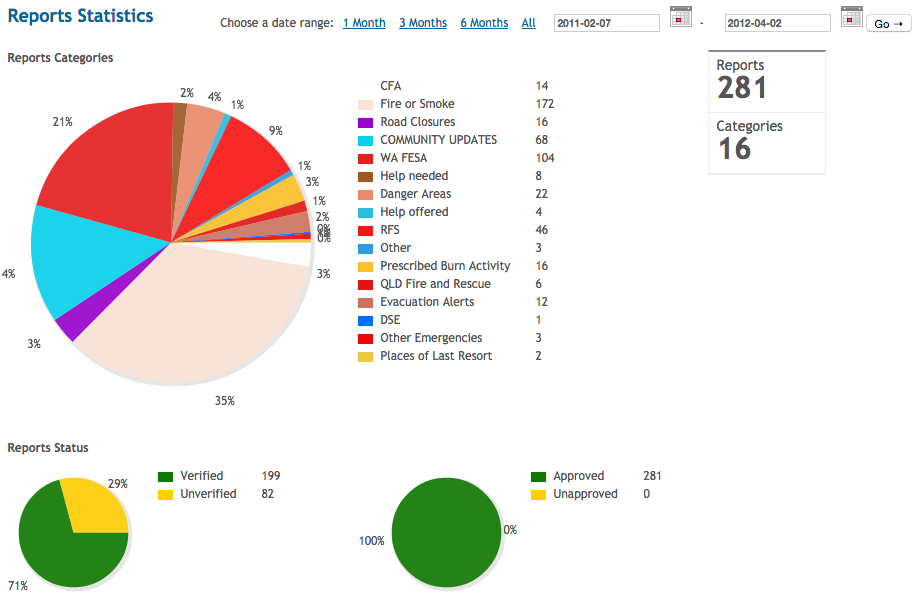 Reports Statistics
Choose a date range: 1 Month 3 Months 6 Months All 2011-02-07 - 2012-04-02 Go →
Reports Categories
Reports
281
Categories
16
2%
4%
1%
21%
9%
1%
3%
1%
2%
0%
0%
3%
4%
3%
35%
CFA 14
Fire or Smoke 172
Road Closures 16
COMMUNITY UPDATES 68
WA FESA 104
Help needed 8
Danger Areas 22
Help offered 4
RFS 46
Other 3
Prescribed Burn Activity 16
QLD Fire and Rescue 6
Evacuation Alerts 12
DSE 1
Other Emergencies 3
Places of Last Resort 2
Reports Status
29%
71%
Verified 199
Unverified 82
100%
0%
Approved 281
Unapproved 0